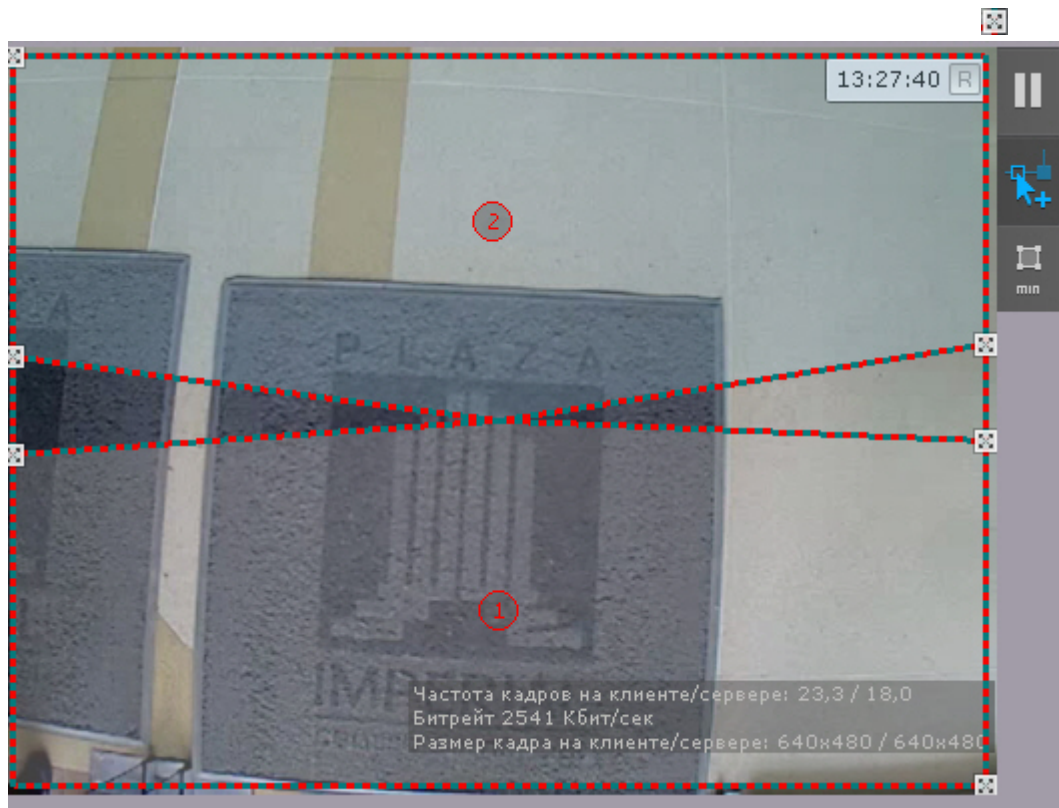 13:27:40 R
2
min
A
P L A Z A
1
Частота кадров на клиенте/сервере: 23,3 / 18,0
Битрейт 2541 Кбит/сек
Размер кадра на клиенте/сервере: 640x480 / 640x480